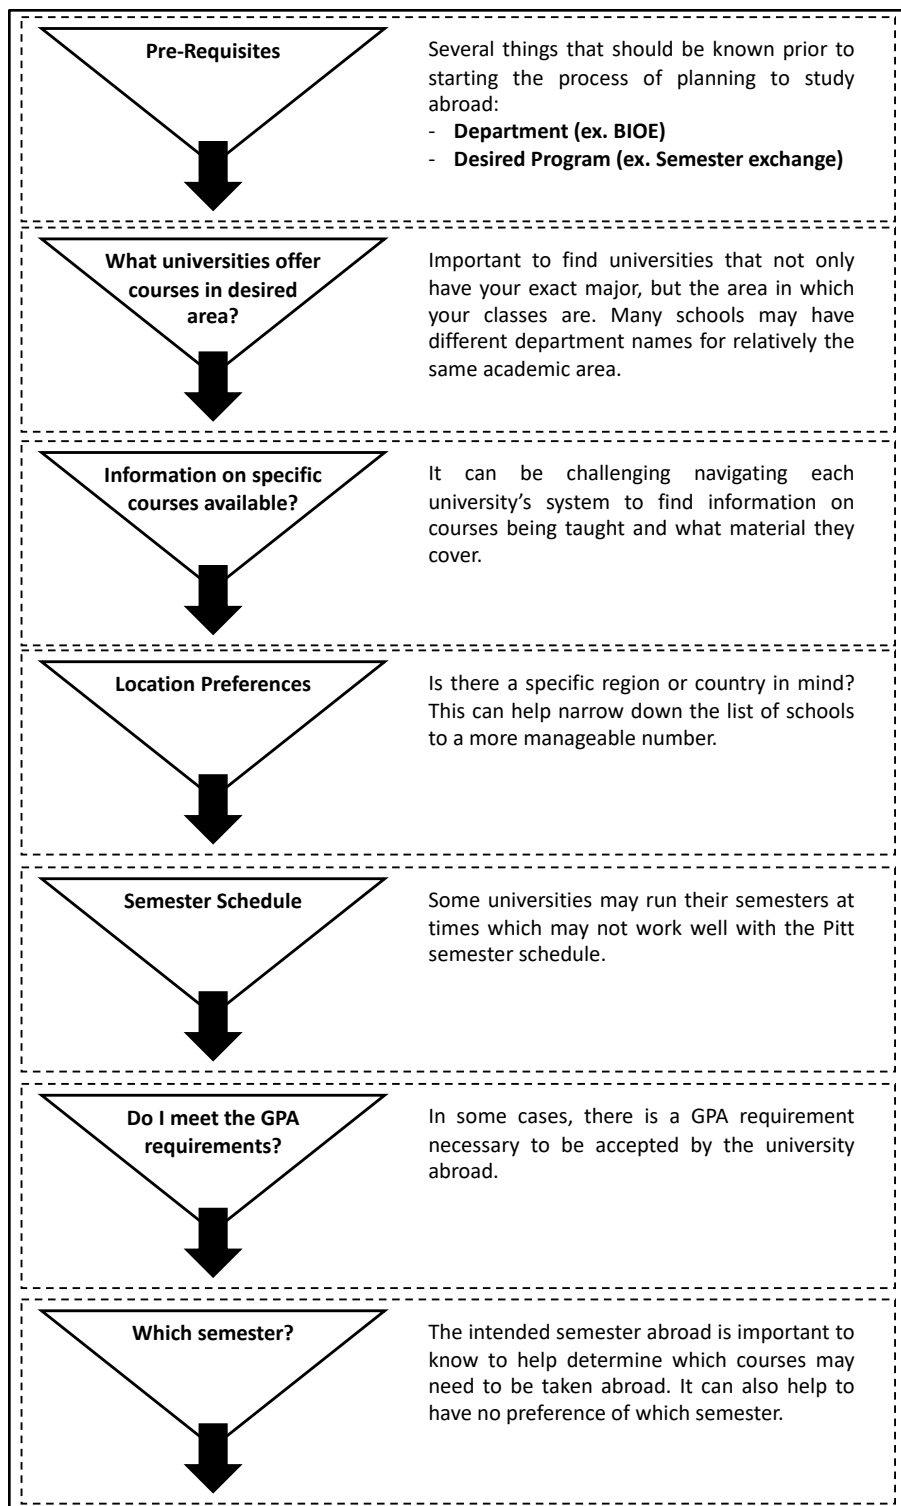 Pre-Requisites
Several things that should be known prior to
starting the process of planning to study
abroad:
- Department (ex. BIOE)
- Desired Program (ex. Semester exchange)
What universities offer
courses in desired
area?
Important to find universities that not only
have your exact major, but the area in which
your classes are. Many schools may have
different department names for relatively the
same academic area.
Information on specific
courses available?
It can be challenging navigating each
university’s system to find information on
courses being taught and what material they
cover.
Location Preferences
Is there a specific region or country in mind?
This can help narrow down the list of schools
to a more manageable number.
Semester Schedule
Some universities may run their semesters at
times which may not work well with the Pitt
semester schedule.
Do I meet the GPA
requirements?
In some cases, there is a GPA requirement
necessary to be accepted by the university
abroad.
Which semester?
The intended semester abroad is important to
know to help determine which courses may
need to be taken abroad. It can also help to
have no preference of which semester.